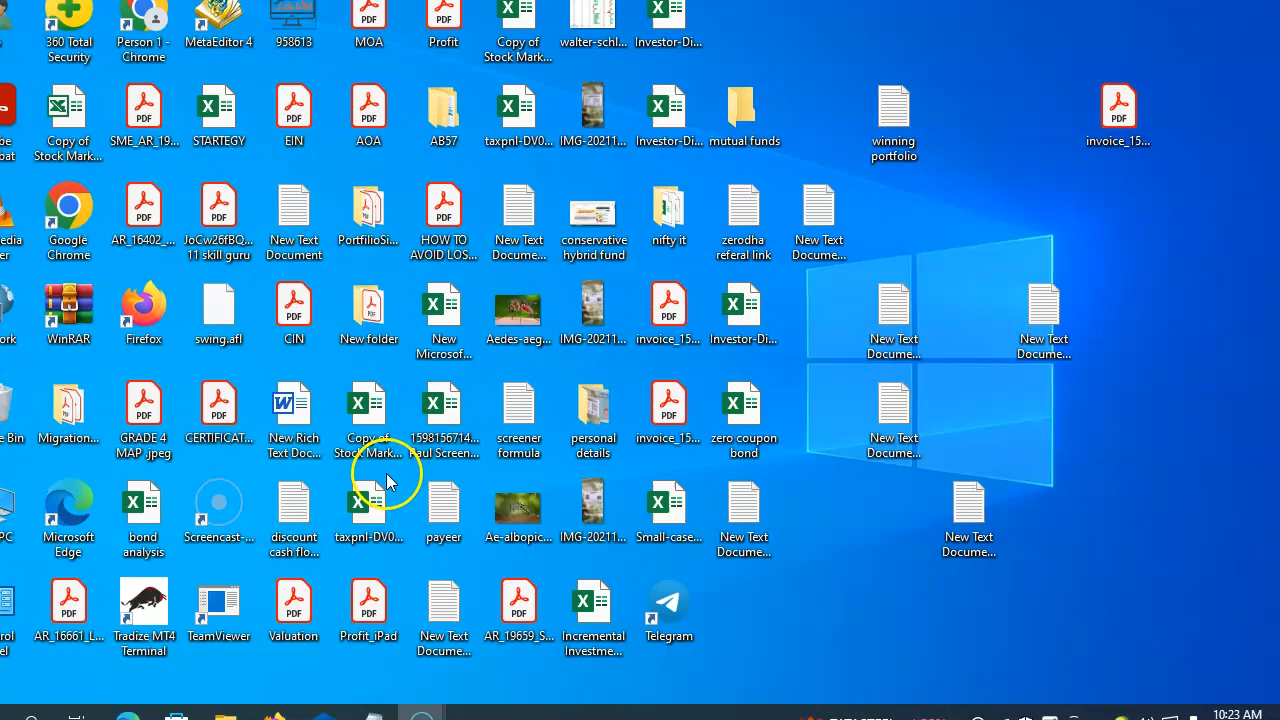 360 Total
Security
Person 1 -
Chrome
MetaEditor 4
958613
MOA
Profit
Copy of
Stock Mark...
walter-schl...
Investor-Di...
Copy of
Stock Mark...
SME_AR_19...
STARTEGY
EIN
AOA
AB57
taxpnl-DV0...
IMG-20211...
Investor-Di...
mutual funds
winning
portfolio
invoice_15...
Google
Chrome
AR_16402_...
JoCw26fBQ...
11 skill guru
New Text
Document
PortfilioSi...
HOW TO
AVOID LOS...
New Text
Docume...
conservative
hybrid fund
nifty it
zerodha
referal link
New Text
Docume...
WinRAR
Firefox
swing.afl
CIN
New folder
New
Microsof...
Aedes-aeg...
IMG-20211...
invoice_15...
Investor-Di...
New Text
Docume...
New Text
Docume...
Bin
Migration...
GRADE 4
MAP .jpeg
CERTIFICAT...
New Rich
Text Doc...
Copy of
Stock Mark...
1598156714...
Paul Screen...
screener
formula
personal
details
invoice_15...
zero coupon
bond
New Text
Docume...
PC
Microsoft
Edge
bond
analysis
Screencast-...
discount
cash flo...
taxpnl-DV0...
payeer
Ae-albopic...
IMG-20211...
Small-case...
New Text
Docume...
New Text
Docume...
AR_16661_L...
Tradize MT4
Terminal
TeamViewer
Valuation
Profit_iPad
New Text
Docume...
AR_19659_S...
Incremental
Investme...
Telegram
10:23 AM